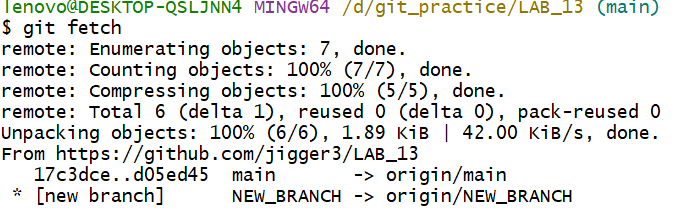 lenovo@DESKTOP-QSLJNN4 MINGW64 /d/git_practice/LAB_13 (main)
$ git fetch
remote: Enumerating objects: 7, done.
remote: Counting objects: 100% (7/7), done.
remote: Compressing objects: 100% (5/5), done.
remote: Total 6 (delta 1), reused 0 (delta 0), pack-reused 0
Unpacking objects: 100% (6/6), 1.89 KiB | 42.00 KiB/s, done.
From https://github.com/jigger3/LAB_13
   17c3dce..d05ed45  main       -> origin/main
 * [new branch]      NEW_BRANCH -> origin/NEW_BRANCH